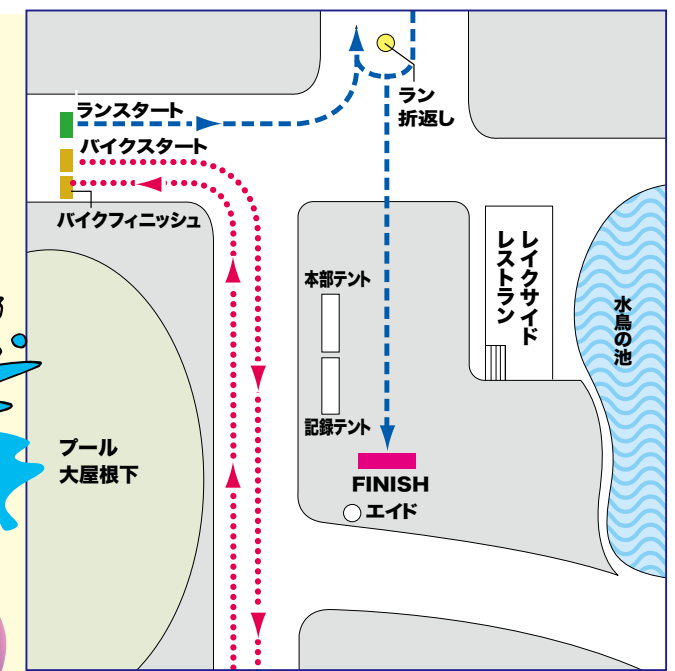 ラン
折返し
ランスタート
バイクスタート
バイクフィニッシュ
レイクサイド
レストラン
水鳥の池
本部テント
記録テント
プール
大屋根下
FINISH
エイド